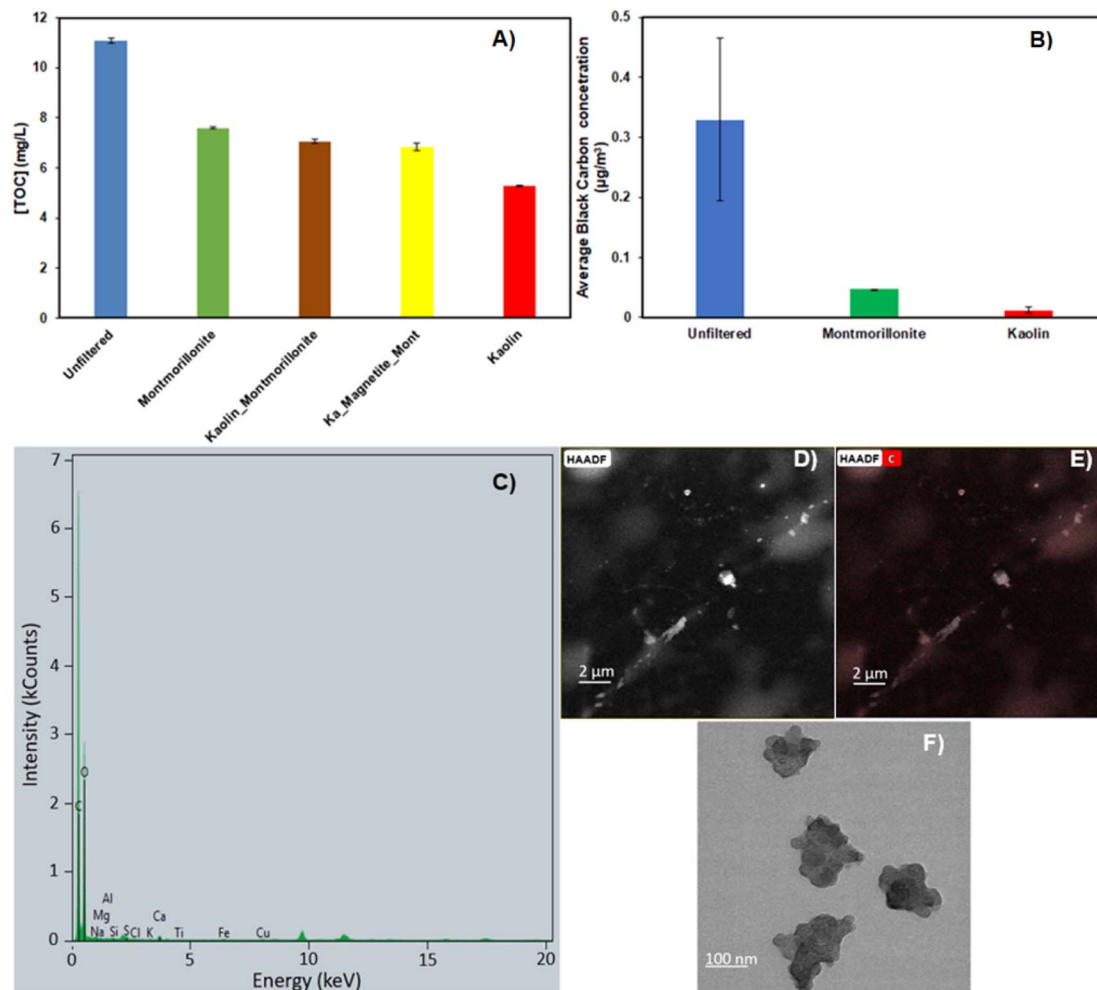 A)
12
10
8
6
4
2
0
[TOC] (mg/L)
Unfiltered
Montmorillonite
Kaolin_Montmorillonite
Ka_Magnetite_Mont
Kaolin
B)
0.5
0.4
0.3
0.2
0.1
0
Average Black Carbon concetration
(µg/m³)
Unfiltered Montmorillonite Kaolin
C)
7
6
5
4
3
2
1
0
Intensity (kCounts)
O
C
Al
Mg Ca
Na Si S Cl K Ti Fe Cu
0 5 10 15 20
Energy (keV)
HAADF D)
2 µm
HAADF C E)
2 µm
F)
100 nm